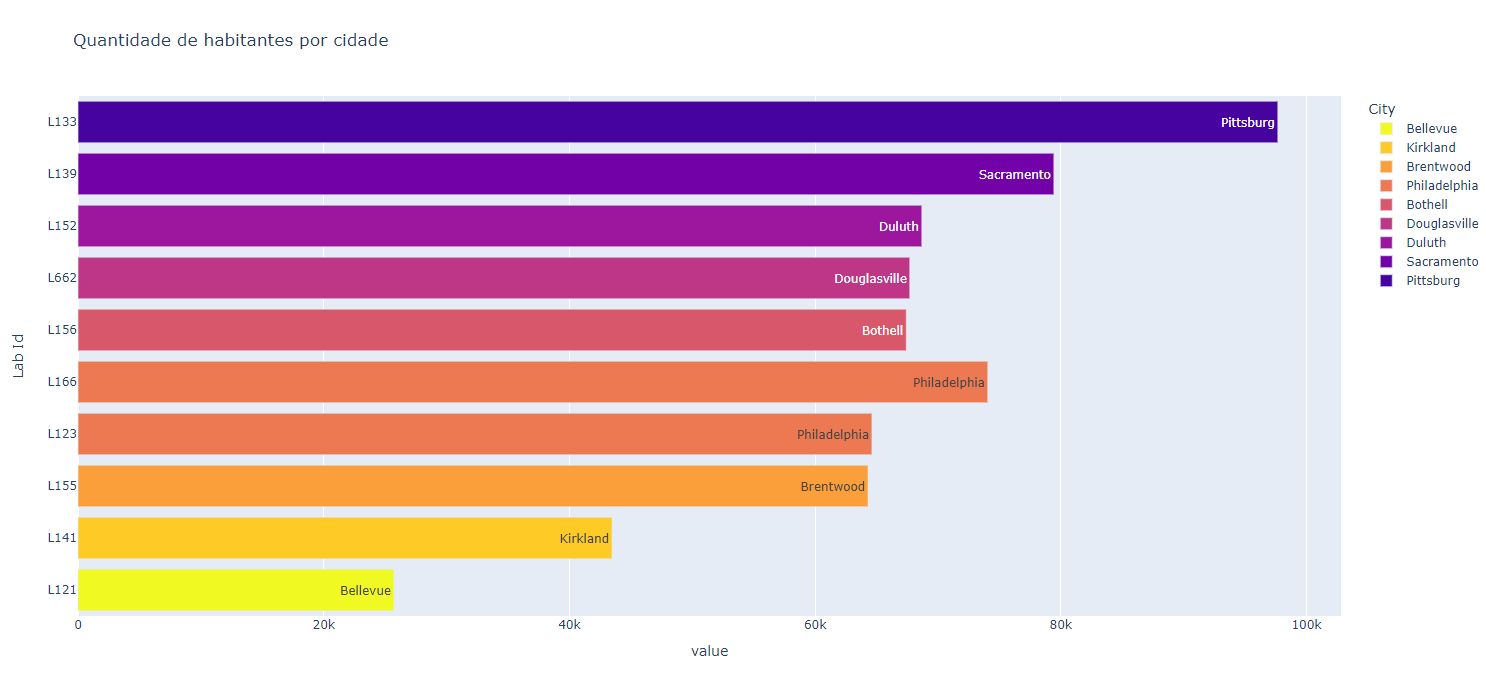 Quantidade de habitantes por cidade
Lab Id
L133
Pittsburg
L139
Sacramento
L152
Duluth
L662
Douglasville
L156
Bothell
L166
Philadelphia
L123
Philadelphia
L155
Brentwood
L141
Kirkland
L121
Bellevue
0
20k
40k
60k
80k
100k
value
City
Bellevue
Kirkland
Brentwood
Philadelphia
Bothell
Douglasville
Duluth
Sacramento
Pittsburg